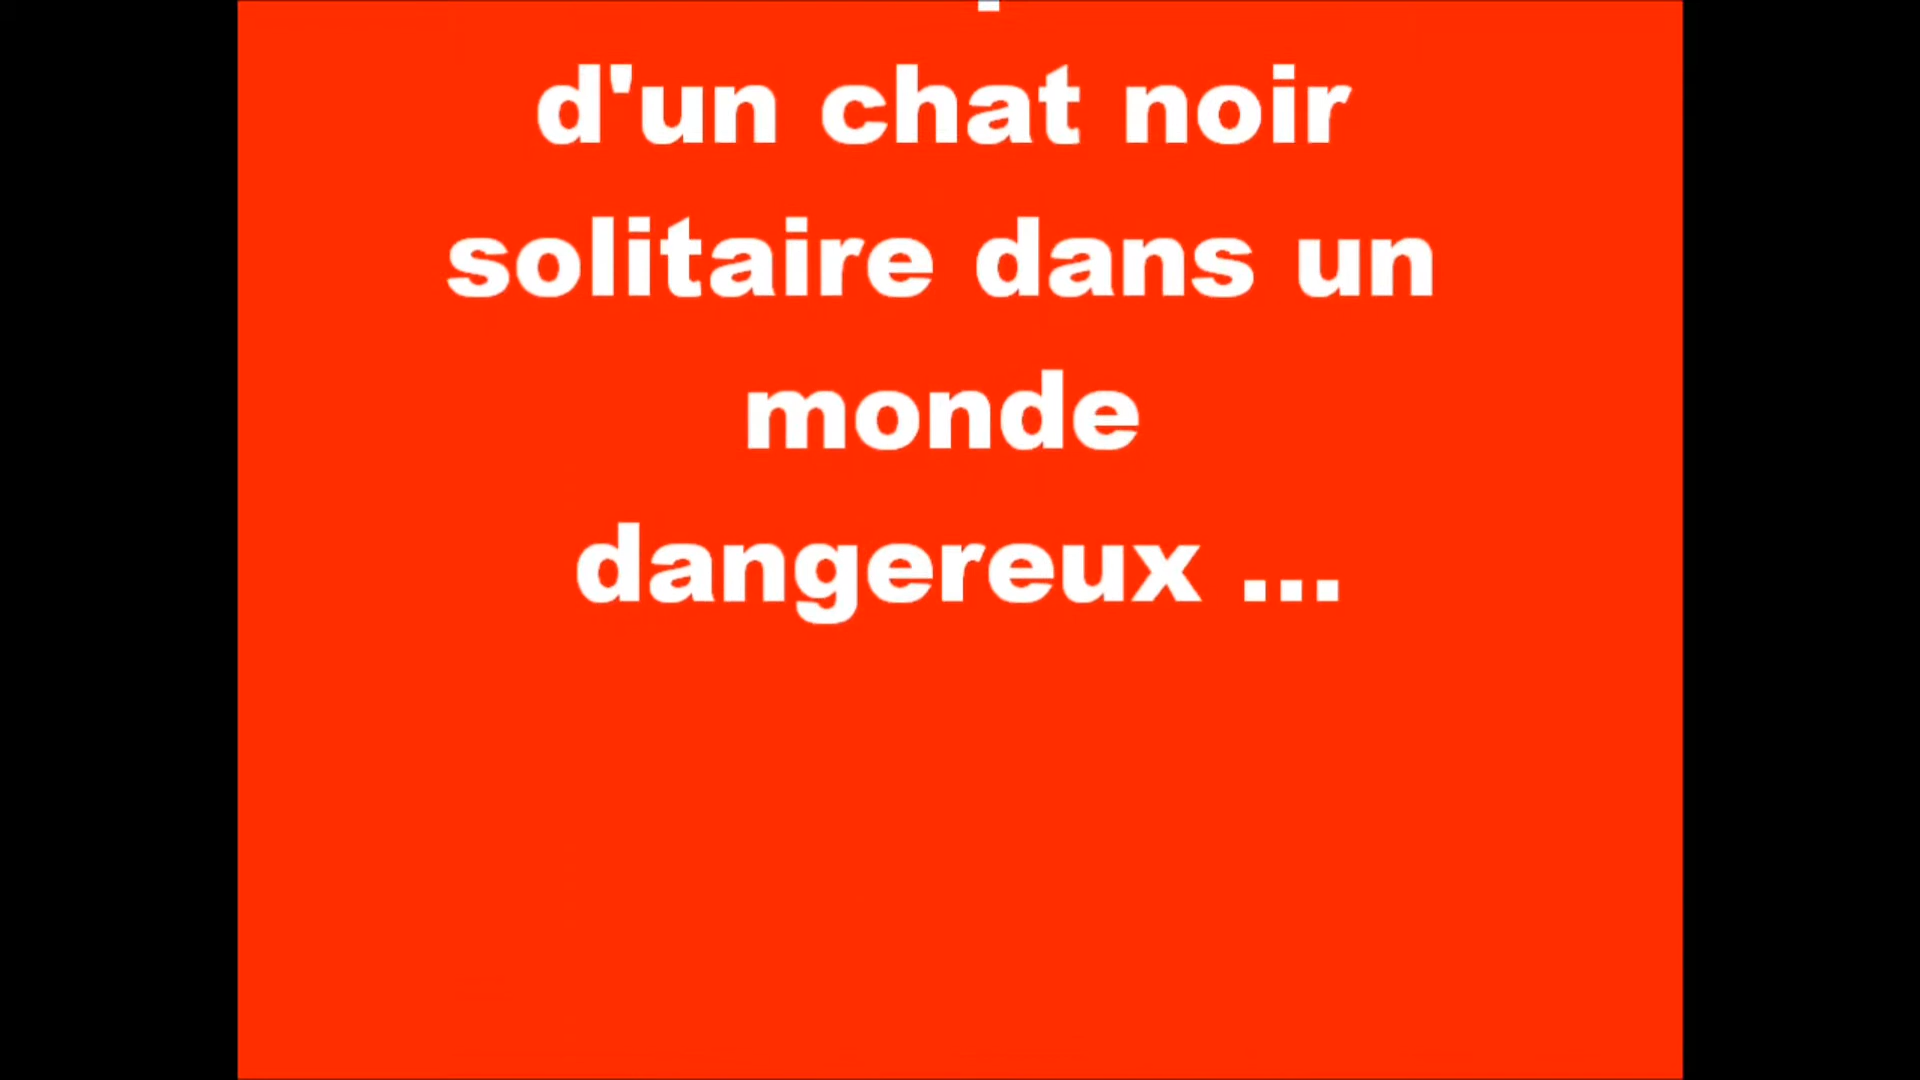 d'un chat noir
solitaire dans un
monde
dangereux ...